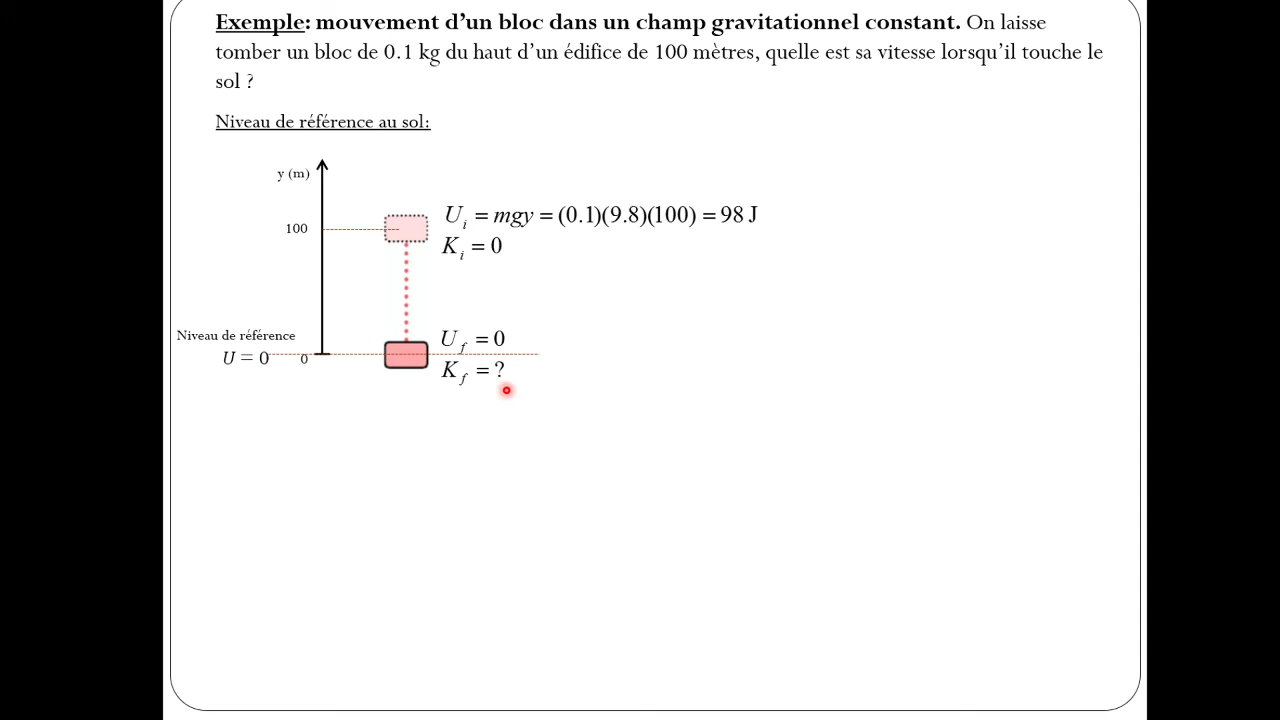 Exemple: mouvement d’un bloc dans un champ gravitationnel constant. On laisse
tomber un bloc de 0.1 kg du haut d’un édifice de 100 mètres, quelle est sa vitesse lorsqu’il touche le
sol ?
Niveau de référence au sol:
y (m)
100
U_i = mgy = (0.1)(9.8)(100) = 98 J
K_i = 0
Niveau de référence
U = 0
0
U_f = 0
K_f = ?